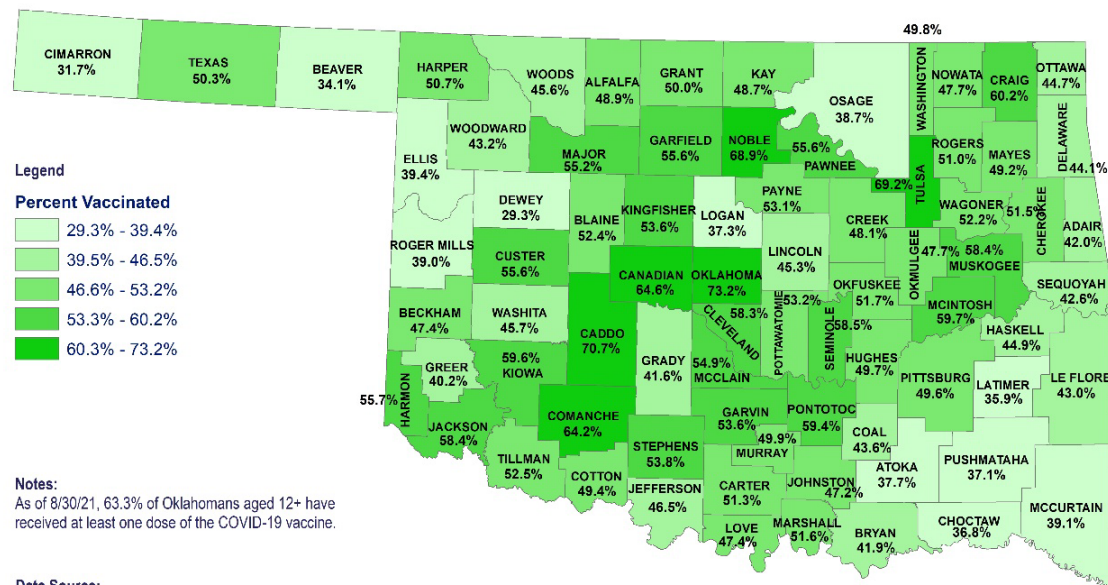 49.8%
CIMARRON
31.7%
TEXAS
50.3%
BEAVER
34.1%
HARPER
50.7%
WOODS
45.6%
ALFALFA
48.9%
GRANT
50.0%
KAY
48.7%
OSAGE
38.7%
WASHINGTON
NOWATA
47.7%
CRAIG
60.2%
OTTAWA
44.7%
WOODWARD
43.2%
MAJOR
55.2%
GARFIELD
55.6%
NOBLE
68.9%
55.6%
PAWNEE
ROGERS
51.0%
MAYES
49.2%
DELAWARE
44.1%
ELLIS
39.4%
Legend
Percent Vaccinated
29.3% - 39.4%
39.5% - 46.5%
46.6% - 53.2%
53.3% - 60.2%
60.3% - 73.2%
DEWEY
29.3%
BLAINE
52.4%
KINGFISHER
53.6%
LOGAN
37.3%
PAYNE
53.1%
69.2%
TULSA
CREEK
48.1%
WAGONER
52.2%
51.5%
CHEROKEE
ADAIR
42.0%
ROGER MILLS
39.0%
CUSTER
55.6%
CANADIAN
64.6%
OKLAHOMA
73.2%
LINCOLN
45.3%
OKMULGEE
47.7%
58.4%
MUSKOGEE
SEQUOYAH
42.6%
BECKHAM
47.4%
WASHITA
45.7%
CADDO
70.7%
58.3%
CLEVELAND
53.2%
POTTAWATOMIE
SEMINOLE
58.5%
OKFUSKEE
51.7%
MCINTOSH
59.7%
HASKELL
44.9%
GREER
40.2%
59.6%
KIOWA
GRADY
41.6%
54.9%
MCCLAIN
HUGHES
49.7%
PITTSBURG
49.6%
LATIMER
35.9%
LE FLORE
43.0%
55.7%
HARMON
JACKSON
58.4%
COMANCHE
64.2%
GARVIN
53.6%
PONTOTOC
59.4%
COAL
43.6%
TILLMAN
52.5%
STEPHENS
53.8%
49.9%
MURRAY
ATOKA
37.7%
PUSHMATAHA
37.1%
COTTON
49.4%
JEFFERSON
46.5%
CARTER
51.3%
JOHNSTON
47.2%
MCCURTAIN
39.1%
LOVE
47.4%
MARSHALL
51.6%
BRYAN
41.9%
CHOCTAW
36.8%
Notes:
As of 8/30/21, 63.3% of Oklahomans aged 12+ have
received at least one dose of the COVID-19 vaccine.
Data Source: